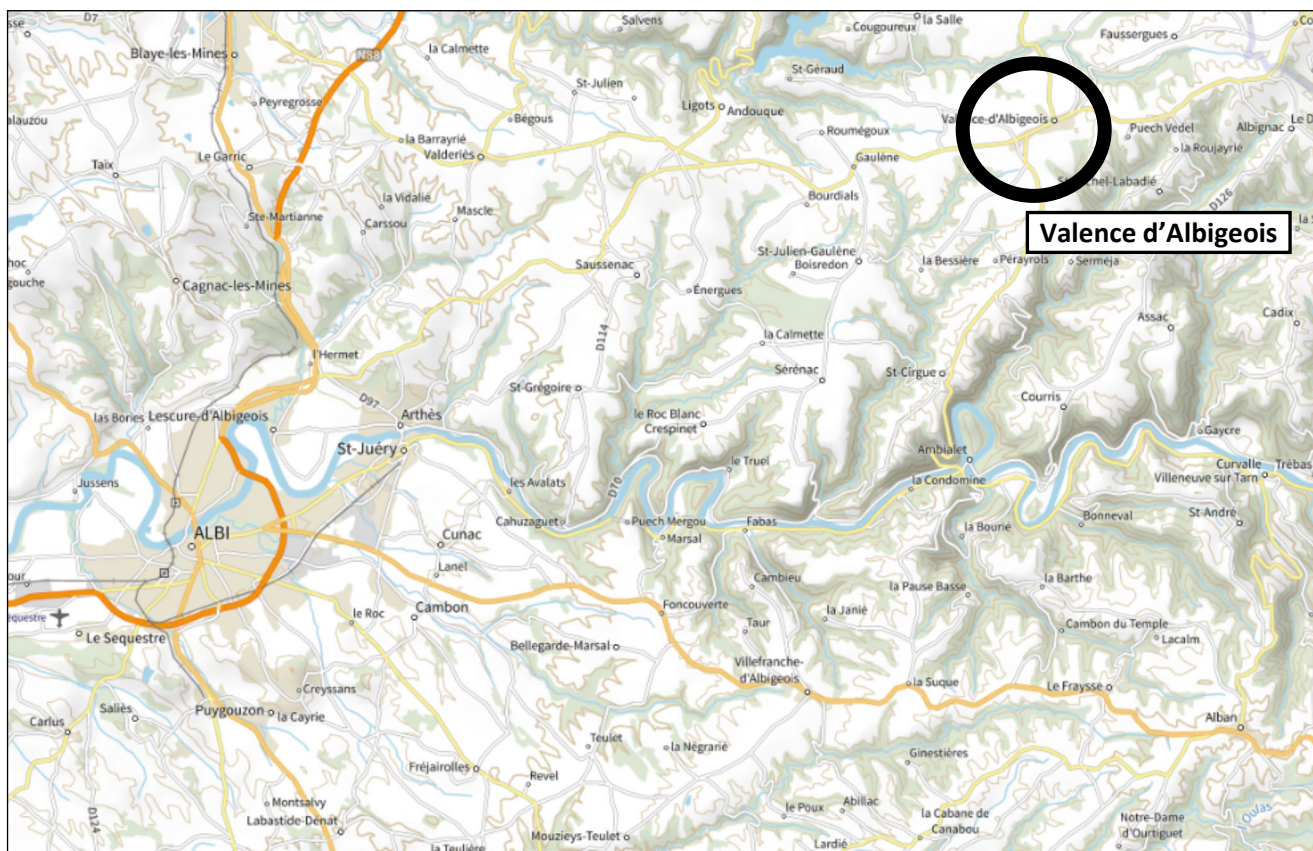 D7
Salvens
la Salle
Cougoureux
Faussergues
Blaye-les-Mines
N88
la Calmette
St-Géraud
St-Julien
Peyregrosse
Ligots
Andouque
Valence-d'Albigeois
Bégous
la Barrayrié
Roumégoux
Puech Vedel
Albignac
Valderiès
la Roujayrié
Le Garric
Gaulène
Taix
la Vidalié
Bourdials
D126
Ste-Martianne
Mascle
Carssou
Valence d'Albigeois
St-Julien-Gaulène
Boisredon
la Bessière
Pérayrols
Serméja
Saussenac
Cagnac-les-Mines
Énergues
Assac
Cadix
D114
la Calmette
l'Hermet
Sérénac
St-Cirgue
St-Grégoire
D97
Courris
las Bories
Lescure-d'Albigeois
Arthès
le Roc Blanc
Crespinet
Gaycre
St-Juéry
Ambialet
le Truel
Curvalle
Trébas
Villeneuve sur Tarn
Jussens
les Avalats
D70
la Condomine
St-André
Cahuzaguet
Puech Mergou
Fabas
Bonneval
la Bourié
ALBI
Marsal
Cunac
Lanel
Cambieu
la Pause Basse
la Barthe
Cambon
Foncouverte
la Janié
le Roc
Taur
Cambon du Temple
Le Sequestre
Lacalm
Bellegarde-Marsal
Villefranche-
d'Albigeois
la Suque
Le Fraysse
Creyssans
Saliès
Puygouzon
la Cayrie
Carlus
Alban
Teulet
la Négrarié
Ginestières
Fréjairolles
Revel
D124
Montsalvy
Labastide-Dénat
le Poux
Abillac
la Cabane de
Canabou
Notre-Dame
d'Ourtiguet
Oulas
Mouzieys-Teulet
Lardié
la Teulière